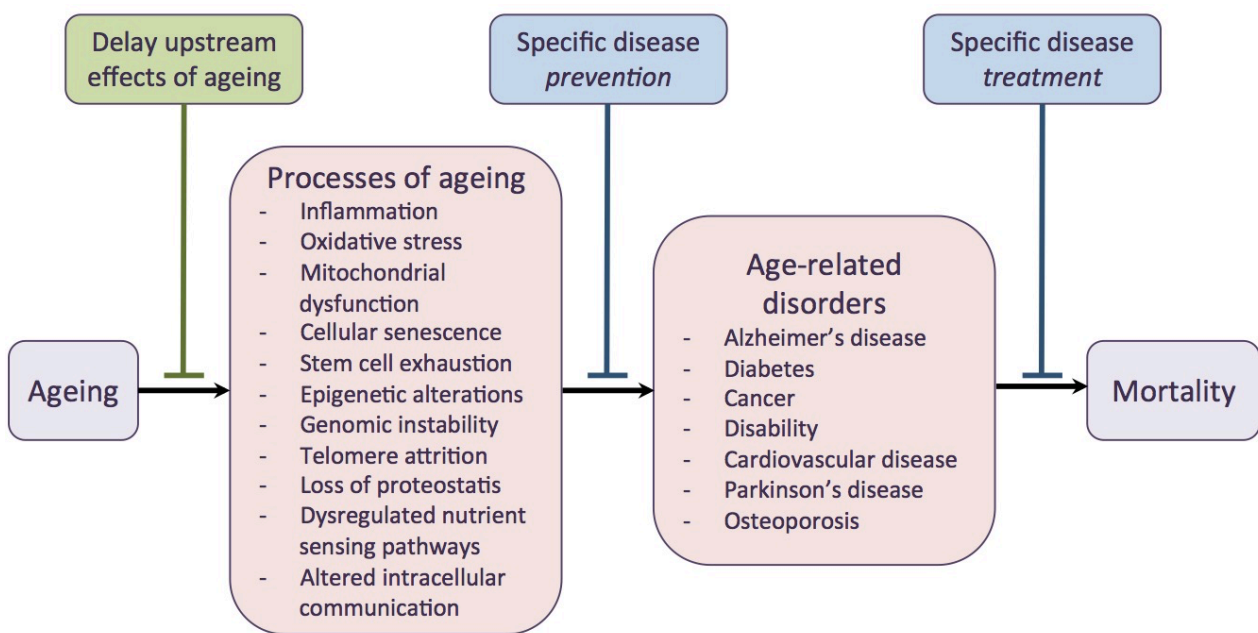 Delay upstream
effects of ageing
Specific disease
prevention
Specific disease
treatment
Ageing
Processes of ageing
- Inflammation
- Oxidative stress
- Mitochondrial
dysfunction
- Cellular senescence
- Stem cell exhaustion
- Epigenetic alterations
- Genomic instability
- Telomere attrition
- Loss of proteostatis
- Dysregulated nutrient
sensing pathways
- Altered intracellular
communication
Age-related
disorders
- Alzheimer’s disease
- Diabetes
- Cancer
- Disability
- Cardiovascular disease
- Parkinson’s disease
- Osteoporosis
Mortality